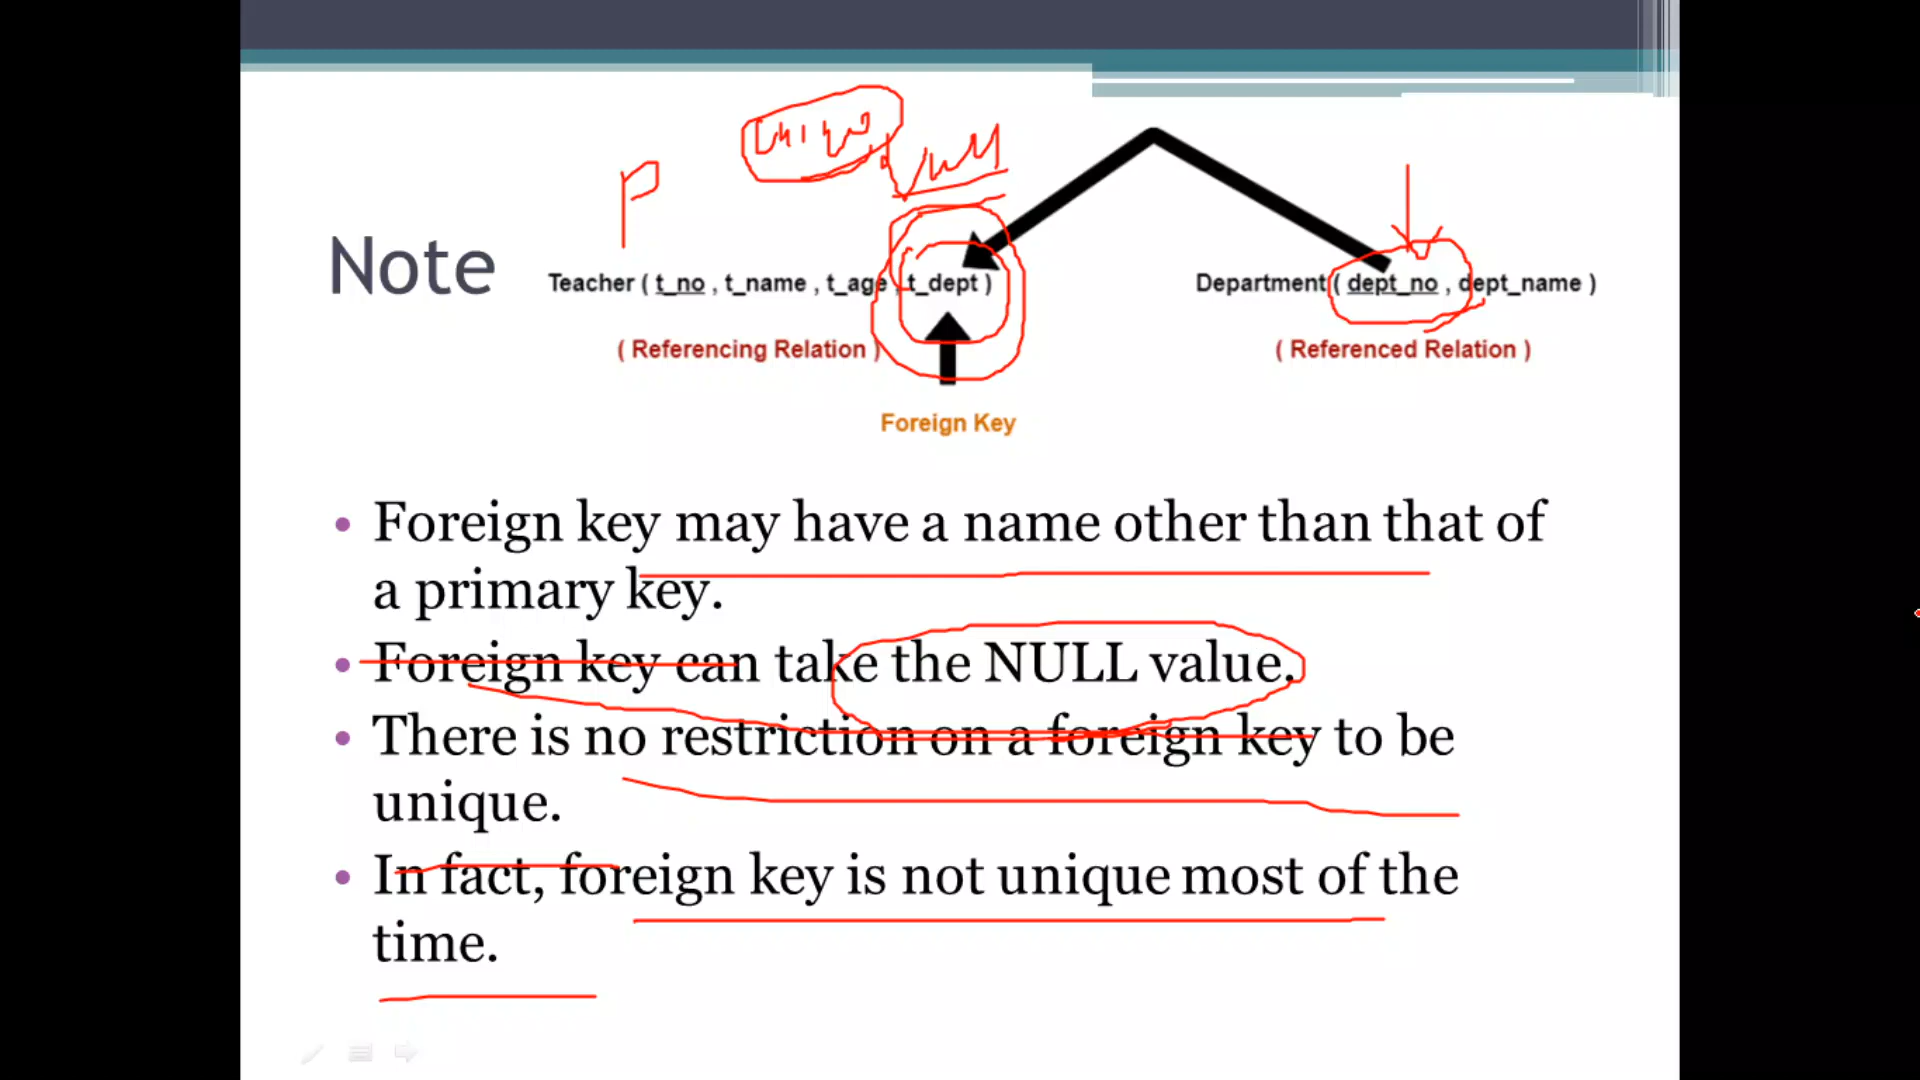 Note
Teacher ( t_no , t_name , t_age , t_dept )
Department ( dept_no , dept_name )
( Referencing Relation )
( Referenced Relation )
Foreign Key
• Foreign key may have a name other than that of
a primary key.
• Foreign key can take the NULL value.
• There is no restriction on a foreign key to be
unique.
• In fact, foreign key is not unique most of the
time.
P
Null